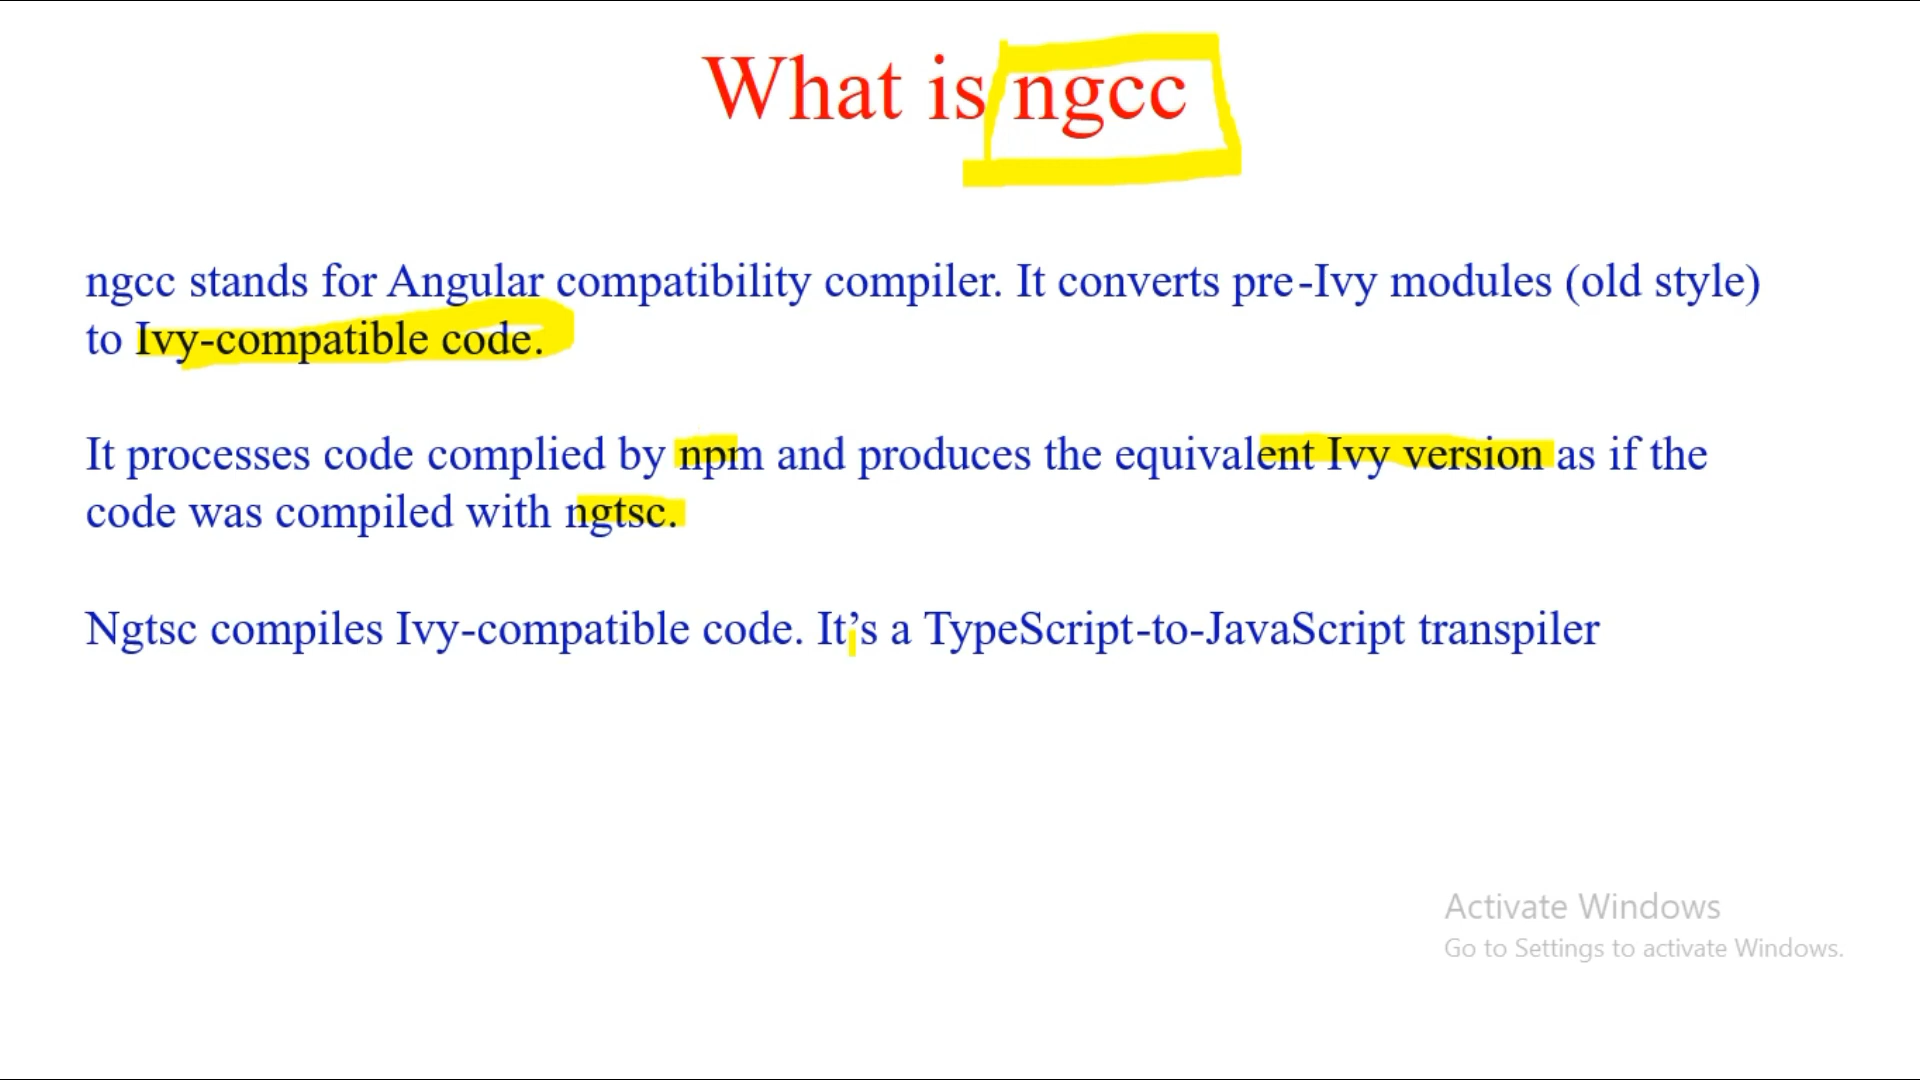 What is ngcc
ngcc stands for Angular compatibility compiler. It converts pre-Ivy modules (old style)
to Ivy-compatible code.
It processes code complied by npm and produces the equivalent Ivy version as if the
code was compiled with ngtsc.
Ngtsc compiles Ivy-compatible code. It’s a TypeScript-to-JavaScript transpiler
Activate Windows
Go to Settings to activate Windows.